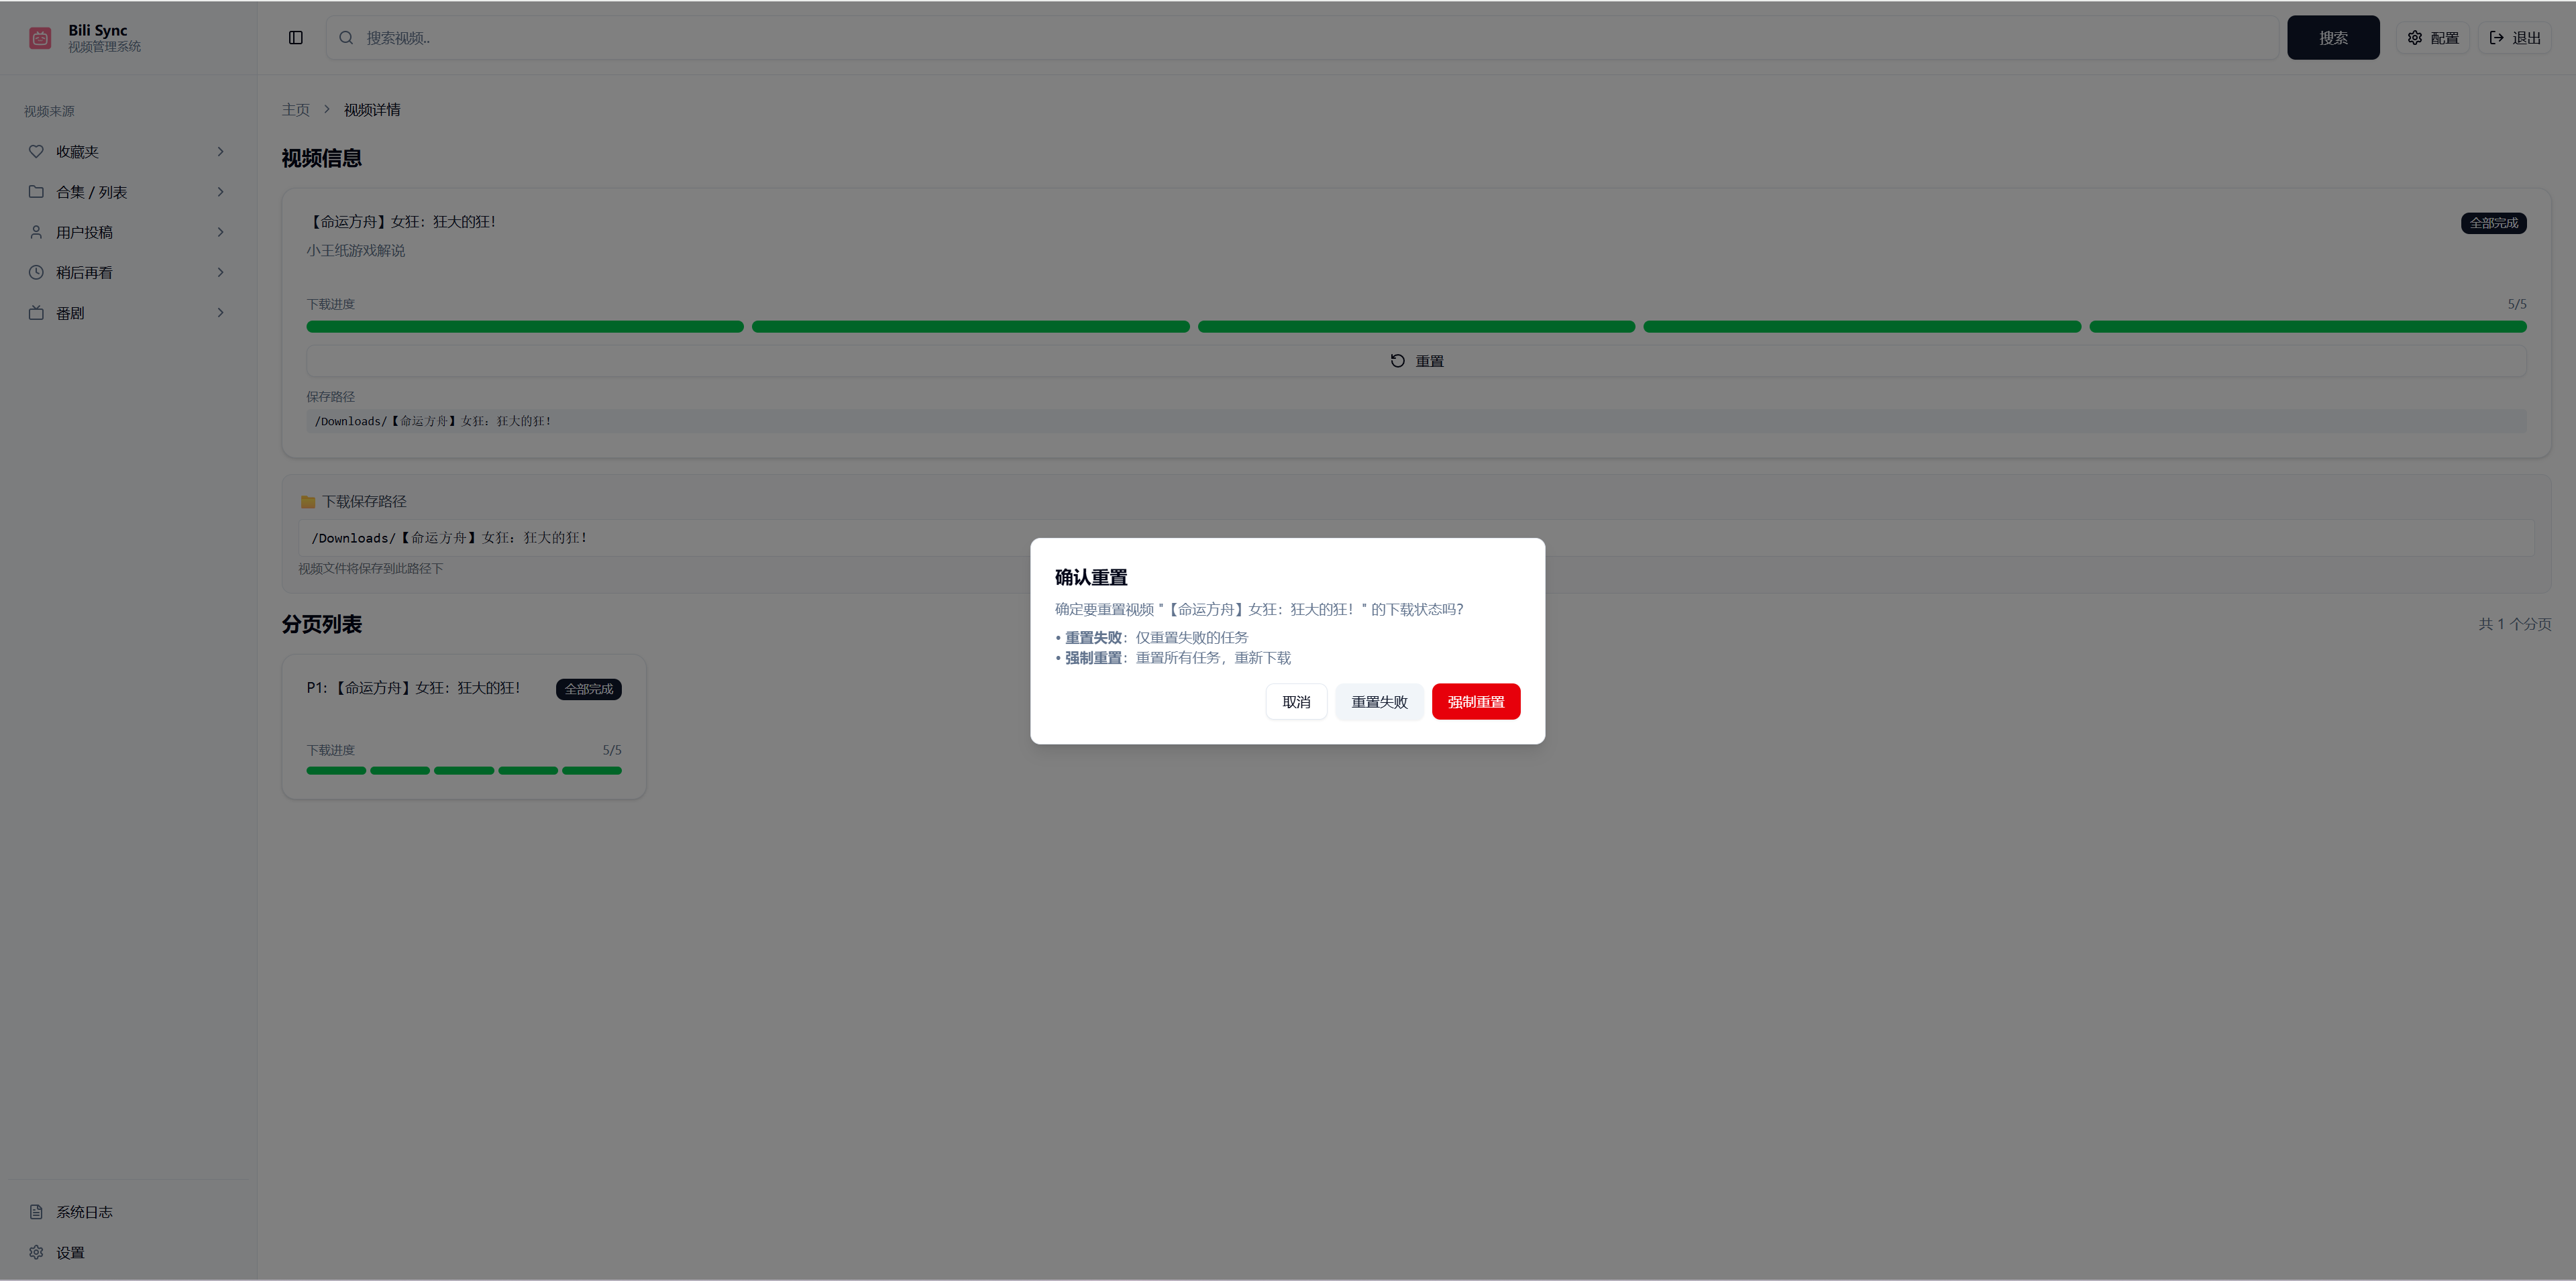 Bili Sync
视频管理系统
搜索视频..
搜索
配置
退出
视频来源
收藏夹
合集 / 列表
用户投稿
稍后再看
番剧
系统日志
设置
主页
视频详情
视频信息
【命运方舟】女狂：狂大的狂！
全部完成
小王纸游戏解说
下载进度
5/5
重置
保存路径
/Downloads/【命运方舟】女狂：狂大的狂！
下载保存路径
/Downloads/【命运方舟】女狂：狂大的狂！
视频文件将保存到此路径下
分页列表
共 1 个分页
P1: 【命运方舟】女狂：狂大的狂！
全部完成
下载进度
5/5
确认重置
确定要重置视频 "【命运方舟】女狂：狂大的狂！" 的下载状态吗?
• 重置失败：仅重置失败的任务
• 强制重置：重置所有任务，重新下载
取消
重置失败
强制重置